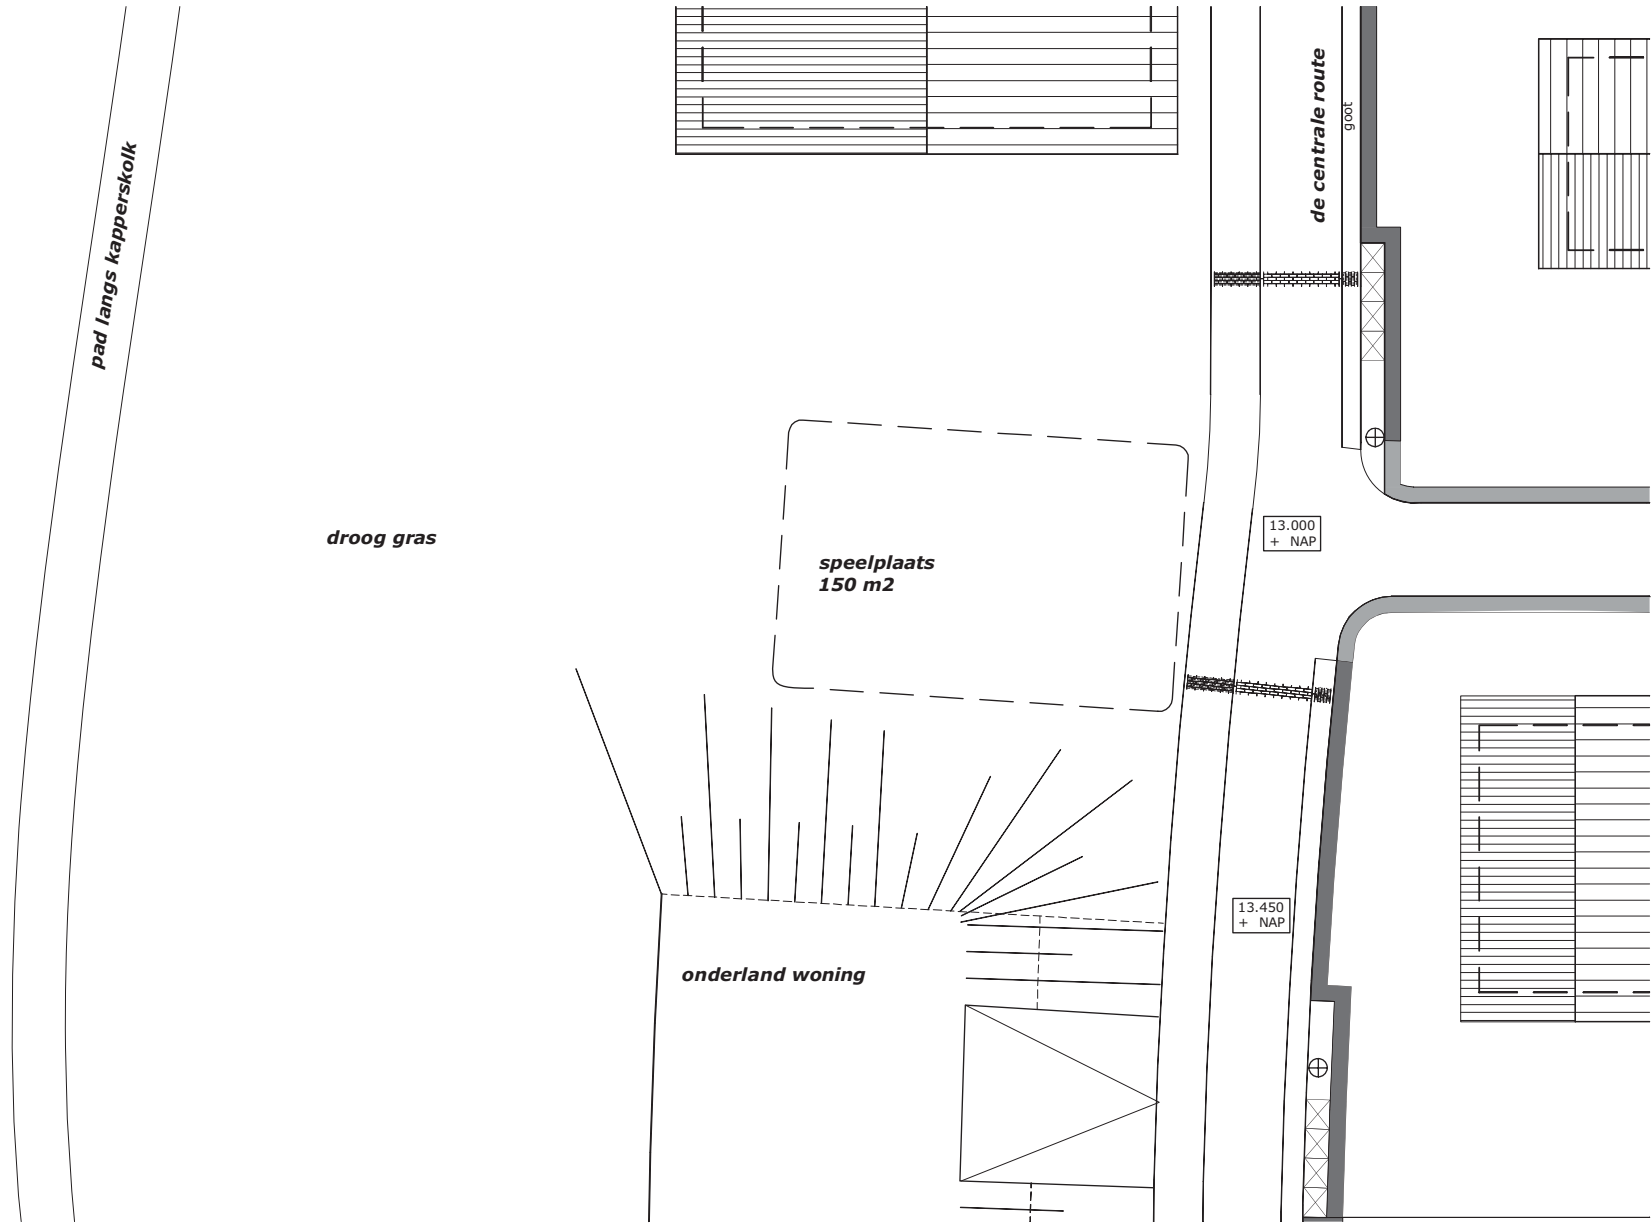 de centrale route
goot
pad langs kapperskolk
droog gras
speelplaats
150 m2
13.000
+ NAP
13.450
+ NAP
onderland woning